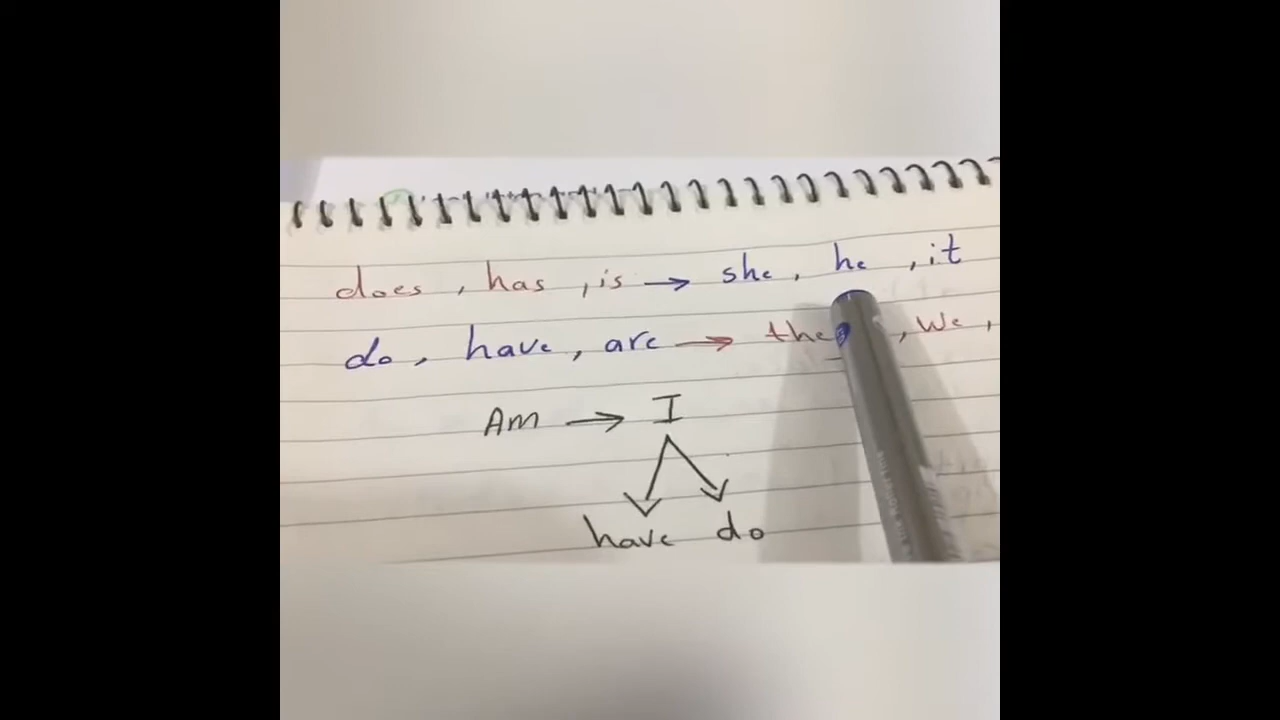 does, has, is → she, he, it
do, have, are → , We,
Am → I
have do